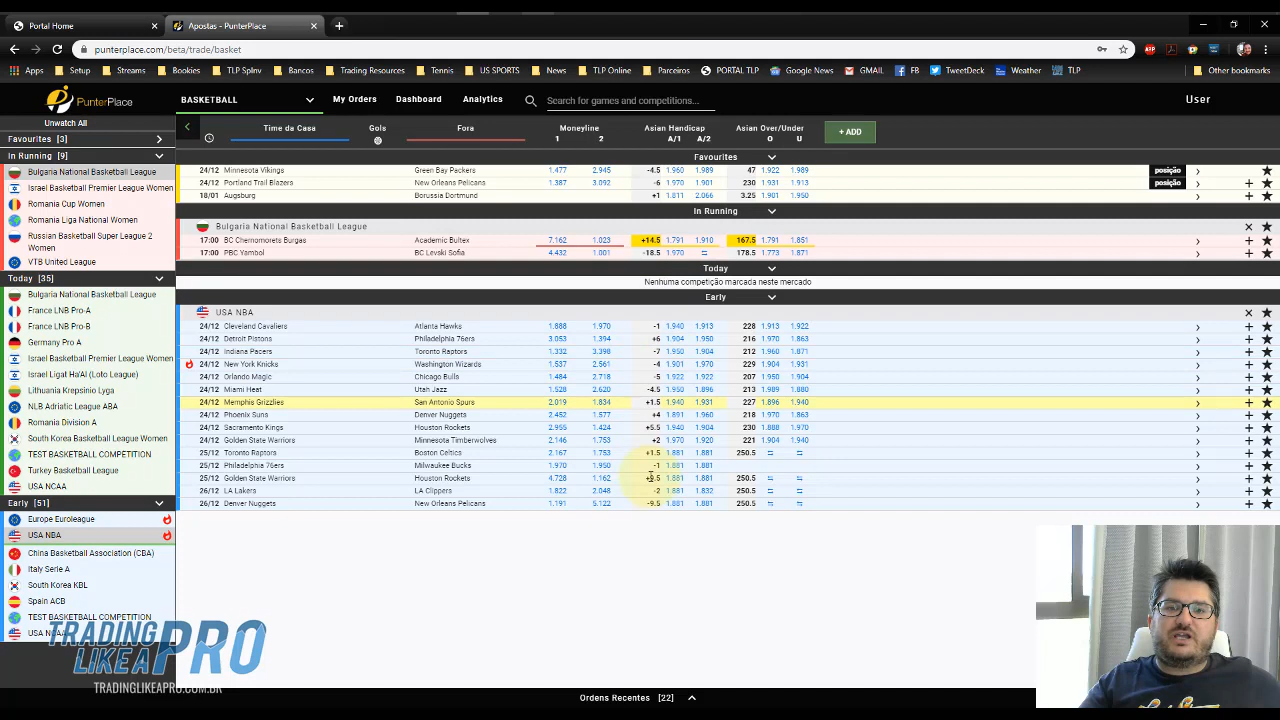 Portal Home
Apostas - PunterPlace
punterplace.com/beta/trade/basket
Apps Setup Streams Bookies TLP SpInv Bancos Trading Resources Tennis US SPORTS News TLP Online Parceiros PORTAL TLP Google News GMAIL FB TweetDeck Weather TLP Other bookmarks
PunterPlace BASKETBALL My Orders Dashboard Analytics Search for games and competitions... User
Unwatch All
Favourites [3]
In Running [9]
Bulgaria National Basketball League
Israel Basketball Premier League Women
Romania Cup Women
Romania Liga National Women
Russian Basketball Super League 2
Women
VTB United League
Today [35]
Bulgaria National Basketball League
France LNB Pro-A
France LNB Pro-B
Germany Pro A
Israel Basketball Premier League Women
Israel Ligat Ha'Al (Loto League)
Lithuania Krepsinio Lyga
NLB Adriatic League ABA
Romania Division A
South Korea Basketball League Women
TEST BASKETBALL COMPETITION
Turkey Basketball League
USA NCAA
Early [51]
Europe Euroleague
USA NBA
China Basketball Association (CBA)
Italy Serie A
South Korea KBL
Spain ACB
TEST BASKETBALL COMPETITION
Time da Casa Gols Fora Moneyline Asian Handicap Asian Over/Under + ADD
1 2 A/1 A/2 O U
Favourites
24/12 Minnesota Vikings Green Bay Packers 1.477 2.945 -4.5 1.960 1.989 47 1.922 1.989 posição
24/12 Portland Trail Blazers New Orleans Pelicans 1.387 3.092 -6 1.970 1.901 230 1.931 1.913 posição
18/01 Augsburg Borussia Dortmund +1 1.811 2.066 3.25 1.901 1.950
In Running
Bulgaria National Basketball League
17:00 BC Chernomorets Burgas Academic Bultex 7.162 1.023 +14.5 1.791 1.910 167.5 1.791 1.851
17:00 PBC Yambol BC Levski Sofia 4.432 1.001 -18.5 1.970 178.5 1.773 1.871
Today
Nenhuma competição marcada neste mercado
Early
USA NBA
24/12 Cleveland Cavaliers Atlanta Hawks 1.888 1.970 -1 1.940 1.913 228 1.913 1.922
24/12 Detroit Pistons Philadelphia 76ers 3.053 1.394 +6 1.904 1.950 216 1.970 1.863
24/12 Indiana Pacers Toronto Raptors 1.332 3.398 -7 1.950 1.904 212 1.960 1.871
24/12 New York Knicks Washington Wizards 1.537 2.561 -4 1.901 1.970 229 1.904 1.931
24/12 Orlando Magic Chicago Bulls 1.484 2.718 -5 1.922 1.922 207 1.950 1.904
24/12 Miami Heat Utah Jazz 1.528 2.620 -4.5 1.950 1.896 213 1.989 1.880
24/12 Memphis Grizzlies San Antonio Spurs 2.019 1.834 +1.5 1.940 1.931 227 1.896 1.940
24/12 Phoenix Suns Denver Nuggets 2.452 1.577 +4 1.891 1.960 218 1.970 1.863
24/12 Sacramento Kings Houston Rockets 2.955 1.424 +5.5 1.940 1.904 230 1.888 1.970
24/12 Golden State Warriors Minnesota Timberwolves 2.146 1.753 +2 1.970 1.920 221 1.904 1.940
25/12 Toronto Raptors Boston Celtics 2.167 1.753 +1.5 1.881 1.881 250.5
25/12 Philadelphia 76ers Milwaukee Bucks 1.970 1.950 -1 1.881 1.881
25/12 Golden State Warriors Houston Rockets 4.728 1.162 1.881 1.881 250.5
26/12 LA Lakers LA Clippers 1.822 2.048 -2 1.881 1.832 250.5
26/12 Denver Nuggets New Orleans Pelicans 1.191 5.122 -9.5 1.881 1.881 250.5
TRADING
LIKE A PRO
TRADINGLIKEAPRO.COM.BR
Ordens Recentes [22]